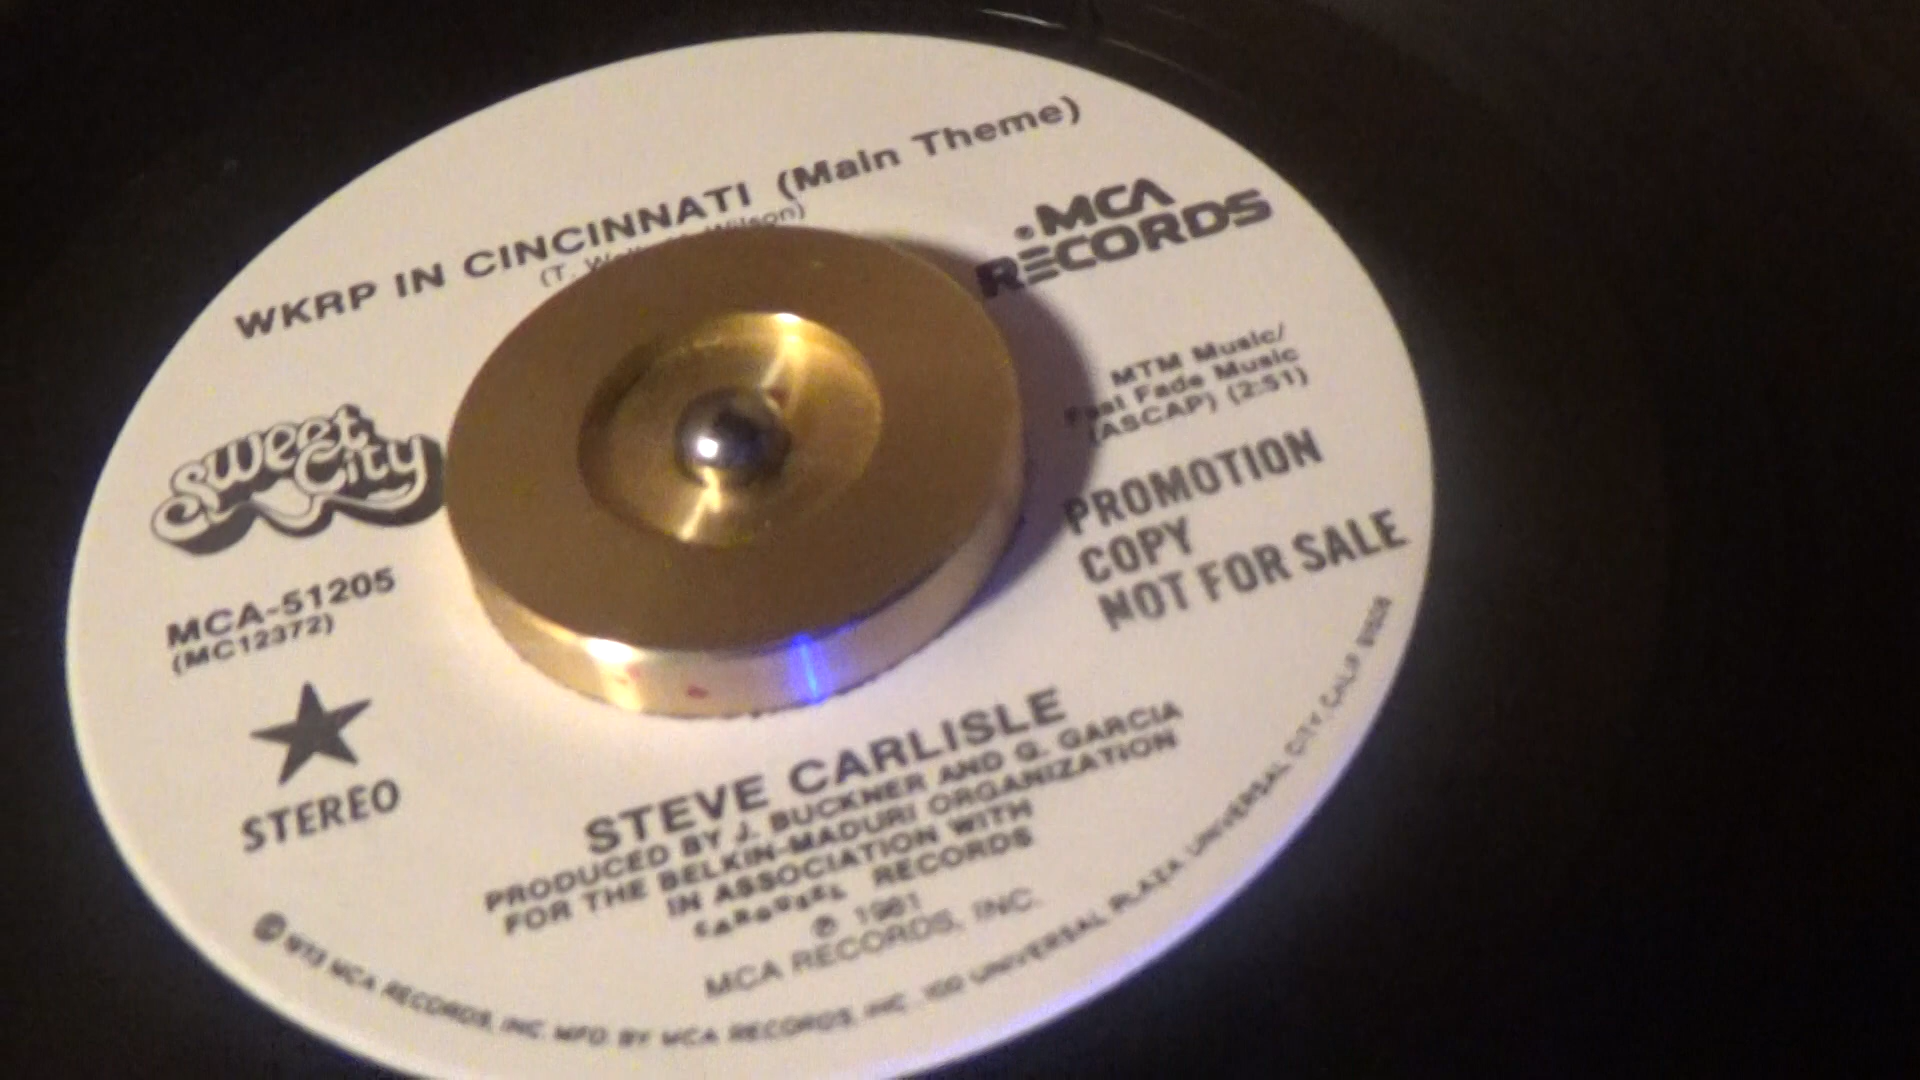 WKRP IN CINCINNATI (Main Theme)
(T. Wilson)
MCA
RECORDS
Sweet
City
MTM Music/
Fade Music
(ASCAP) (2:51)
PROMOTION
COPY
NOT FOR SALE
MCA-51205
(MC12372)
STEREO
STEVE CARLISLE
PRODUCED BY J. BUCKNER AND G. GARCIA
FOR THE BELKIN-MADURI ORGANIZATION
IN ASSOCIATION WITH
CAROUSEL RECORDS
℗ 1981
MCA RECORDS, INC.
© MCA RECORDS, INC. MFD BY MCA RECORDS, INC. 100 UNIVERSAL PLAZA, UNIVERSAL CITY, CALIF